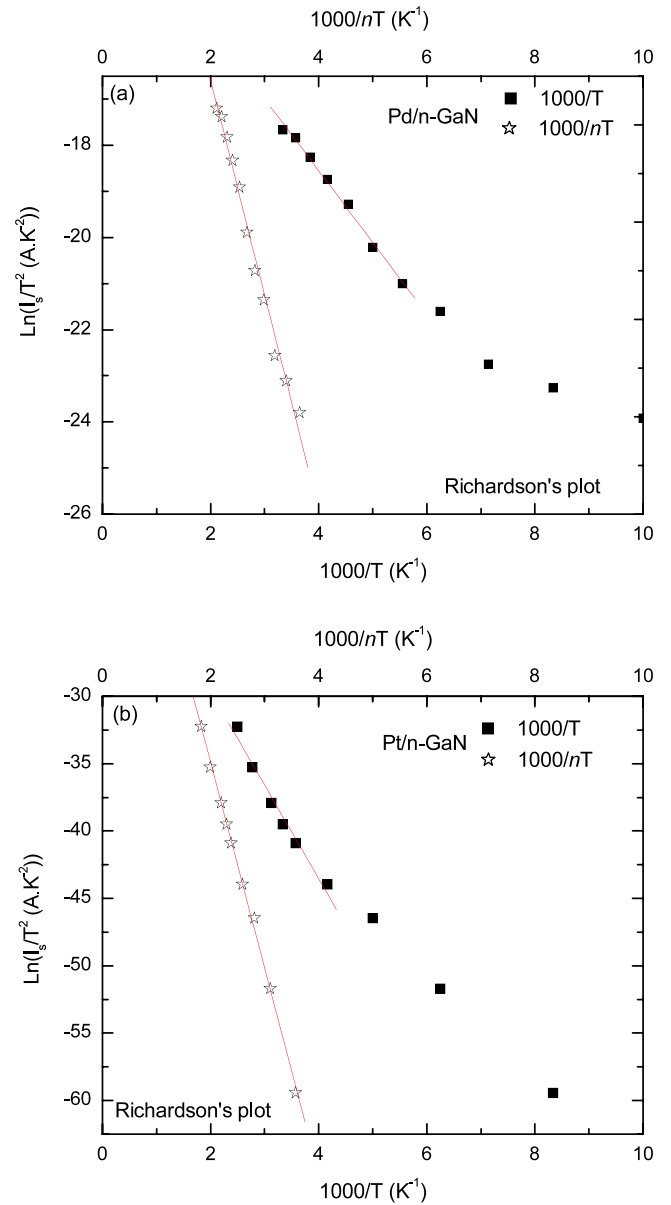 1000/nT (K⁻¹)
0 2 4 6 8 10
(a)
Pd/n-GaN
■ 1000/T
☆ 1000/nT
Ln(Iₛ/T² (A.K⁻²))
-18
-20
-22
-24
-26
Richardson's plot
0 2 4 6 8 10
1000/T (K⁻¹)
1000/nT (K⁻¹)
0 2 4 6 8 10
(b)
Pt/n-GaN
■ 1000/T
☆ 1000/nT
Ln(Iₛ/T² (A.K⁻²))
-30
-35
-40
-45
-50
-55
-60
Richardson's plot
0 2 4 6 8 10
1000/T (K⁻¹)